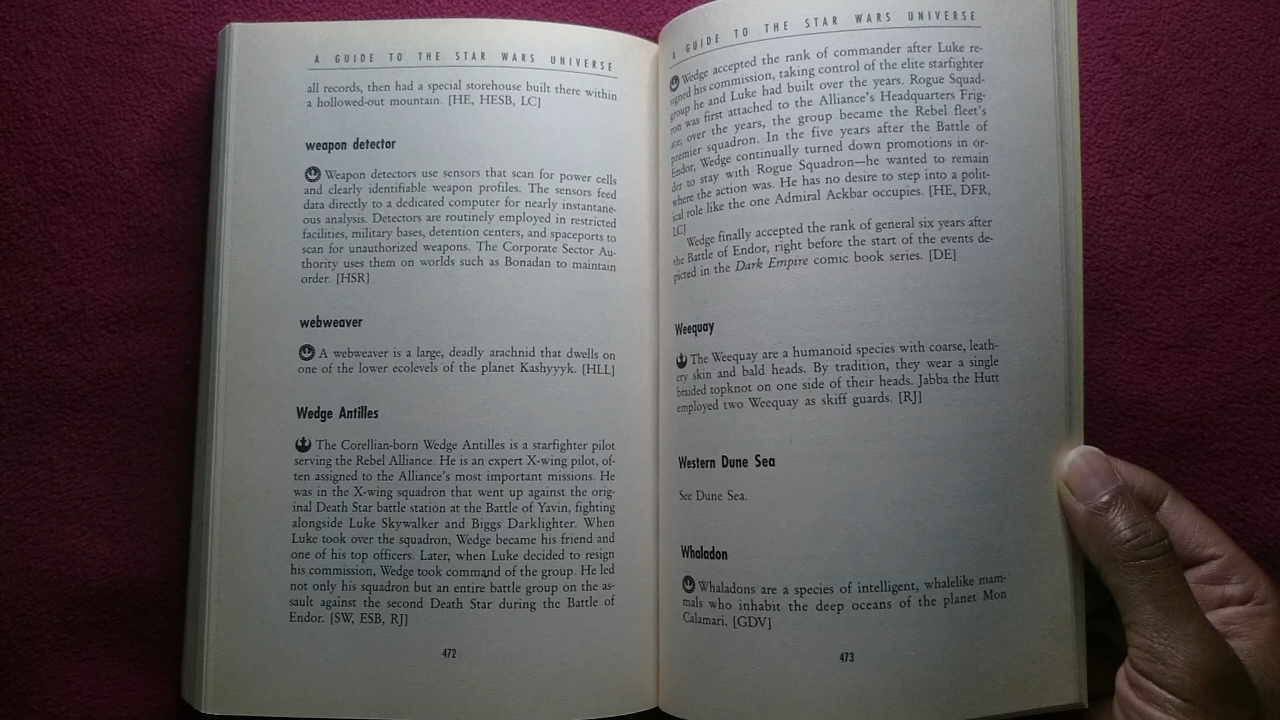 A GUIDE TO THE STAR WARS UNIVERSE
all records, then had a special storehouse built there within
a hollowed-out mountain. [HE, HESB, LC]
weapon detector
Weapon detectors use sensors that scan for power cells
and clearly identifiable weapon profiles. The sensors feed
data directly to a dedicated computer for nearly instantane-
ous analysis. Detectors are routinely employed in restricted
facilities, military bases, detention centers, and spaceports to
scan for unauthorized weapons. The Corporate Sector Au-
thority uses them on worlds such as Bonadan to maintain
order. [HSR]
webweaver
A webweaver is a large, deadly arachnid that dwells on
one of the lower ecolevels of the planet Kashyyyk. [HLL]
Wedge Antilles
The Corellian-born Wedge Antilles is a starfighter pilot
serving the Rebel Alliance. He is an expert X-wing pilot, of-
ten assigned to the Alliance's most important missions. He
was in the X-wing squadron that went up against the orig-
inal Death Star battle station at the Battle of Yavin, fighting
alongside Luke Skywalker and Biggs Darklighter. When
Luke took over the squadron, Wedge became his friend and
one of his top officers. Later, when Luke decided to resign
his commission, Wedge took command of the group. He led
not only his squadron but an entire battle group on the as-
sault against the second Death Star during the Battle of
Endor. [SW, ESB, RJ]
472
A GUIDE TO THE STAR WARS UNIVERSE
Wedge accepted the rank of commander after Luke re-
signed his commission, taking control of the elite starfighter
group he and Luke had built over the years. Rogue Squad-
ron was first attached to the Alliance's Headquarters Frig-
ate; over the years, the group became the Rebel fleet's
premier squadron. In the five years after the Battle of
Endor, Wedge continually turned down promotions in or-
der to stay with Rogue Squadron—he wanted to remain
where the action was. He has no desire to step into a polit-
ical role like the one Admiral Ackbar occupies. [HE, DFR,
LC]
Wedge finally accepted the rank of general six years after
the Battle of Endor, right before the start of the events de-
picted in the Dark Empire comic book series. [DE]
Weequay
The Weequay are a humanoid species with coarse, leath-
ery skin and bald heads. By tradition, they wear a single
braided topknot on one side of their heads. Jabba the Hutt
employed two Weequay as skiff guards. [RJ]
Western Dune Sea
See Dune Sea.
Whaladon
Whaladons are a species of intelligent, whalelike mam-
mals who inhabit the deep oceans of the planet Mon
Calamari. [GDV]
473